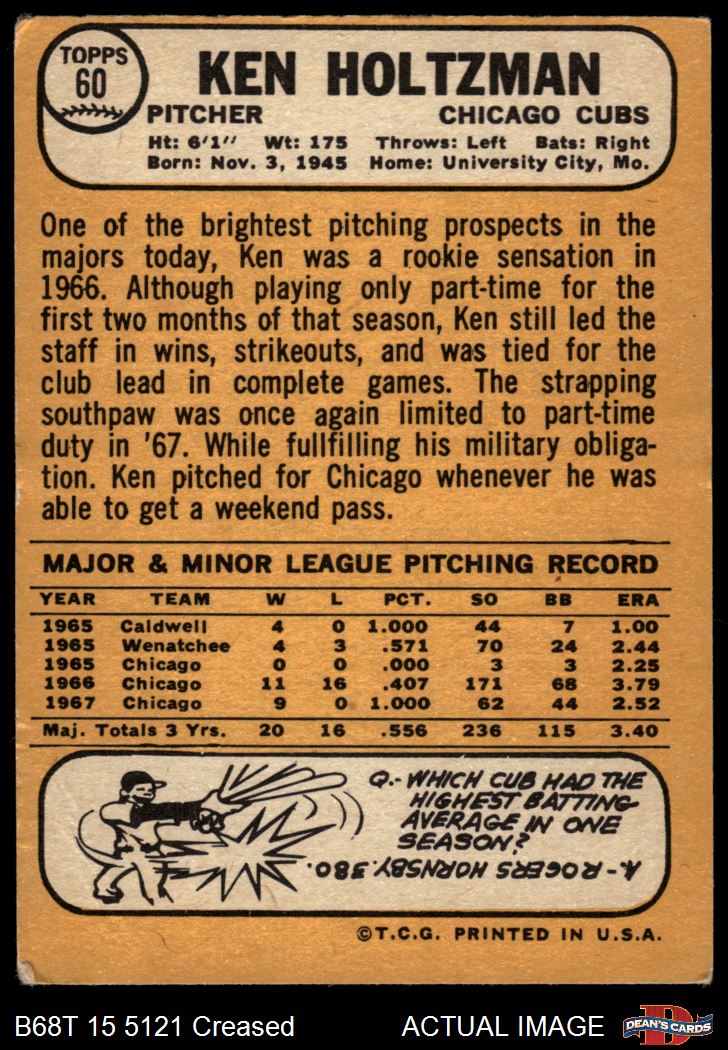 TOPPS
60
KEN HOLTZMAN
PITCHER CHICAGO CUBS
Ht: 6'1" Wt: 175 Throws: Left Bats: Right
Born: Nov. 3, 1945 Home: University City, Mo.
One of the brightest pitching prospects in the
majors today, Ken was a rookie sensation in
1966. Although playing only part-time for the
first two months of that season, Ken still led the
staff in wins, strikeouts, and was tied for the
club lead in complete games. The strapping
southpaw was once again limited to part-time
duty in '67. While fullfilling his military obliga-
tion. Ken pitched for Chicago whenever he was
able to get a weekend pass.
MAJOR & MINOR LEAGUE PITCHING RECORD
YEAR TEAM W L PCT. SO BB ERA
1965 Caldwell 4 0 1.000 44 7 1.00
1965 Wenatchee 4 3 .571 70 24 2.44
1965 Chicago 0 0 .000 3 3 2.25
1966 Chicago 11 16 .407 171 68 3.79
1967 Chicago 9 0 1.000 62 44 2.52
Maj. Totals 3 Yrs. 20 16 .556 236 115 3.40
Q.- WHICH CUB HAD THE
HIGHEST BATTING
AVERAGE IN ONE
SEASON?
A.- ROGERS HORNSBY .380.
©T.C.G. PRINTED IN U.S.A.
B68T 15 5121 Creased ACTUAL IMAGE
DEAN'S CARDS